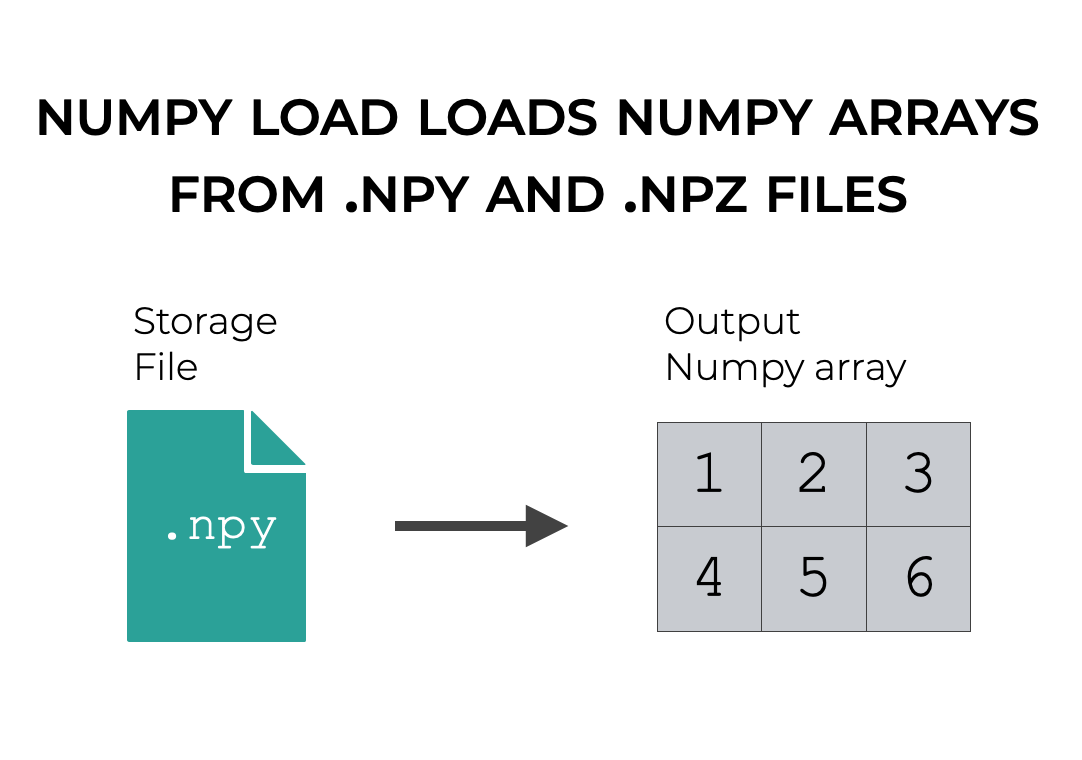 NUMPY LOAD LOADS NUMPY ARRAYS
FROM .NPY AND .NPZ FILES
Storage
File
.npy
Output
Numpy array
1 2 3
4 5 6